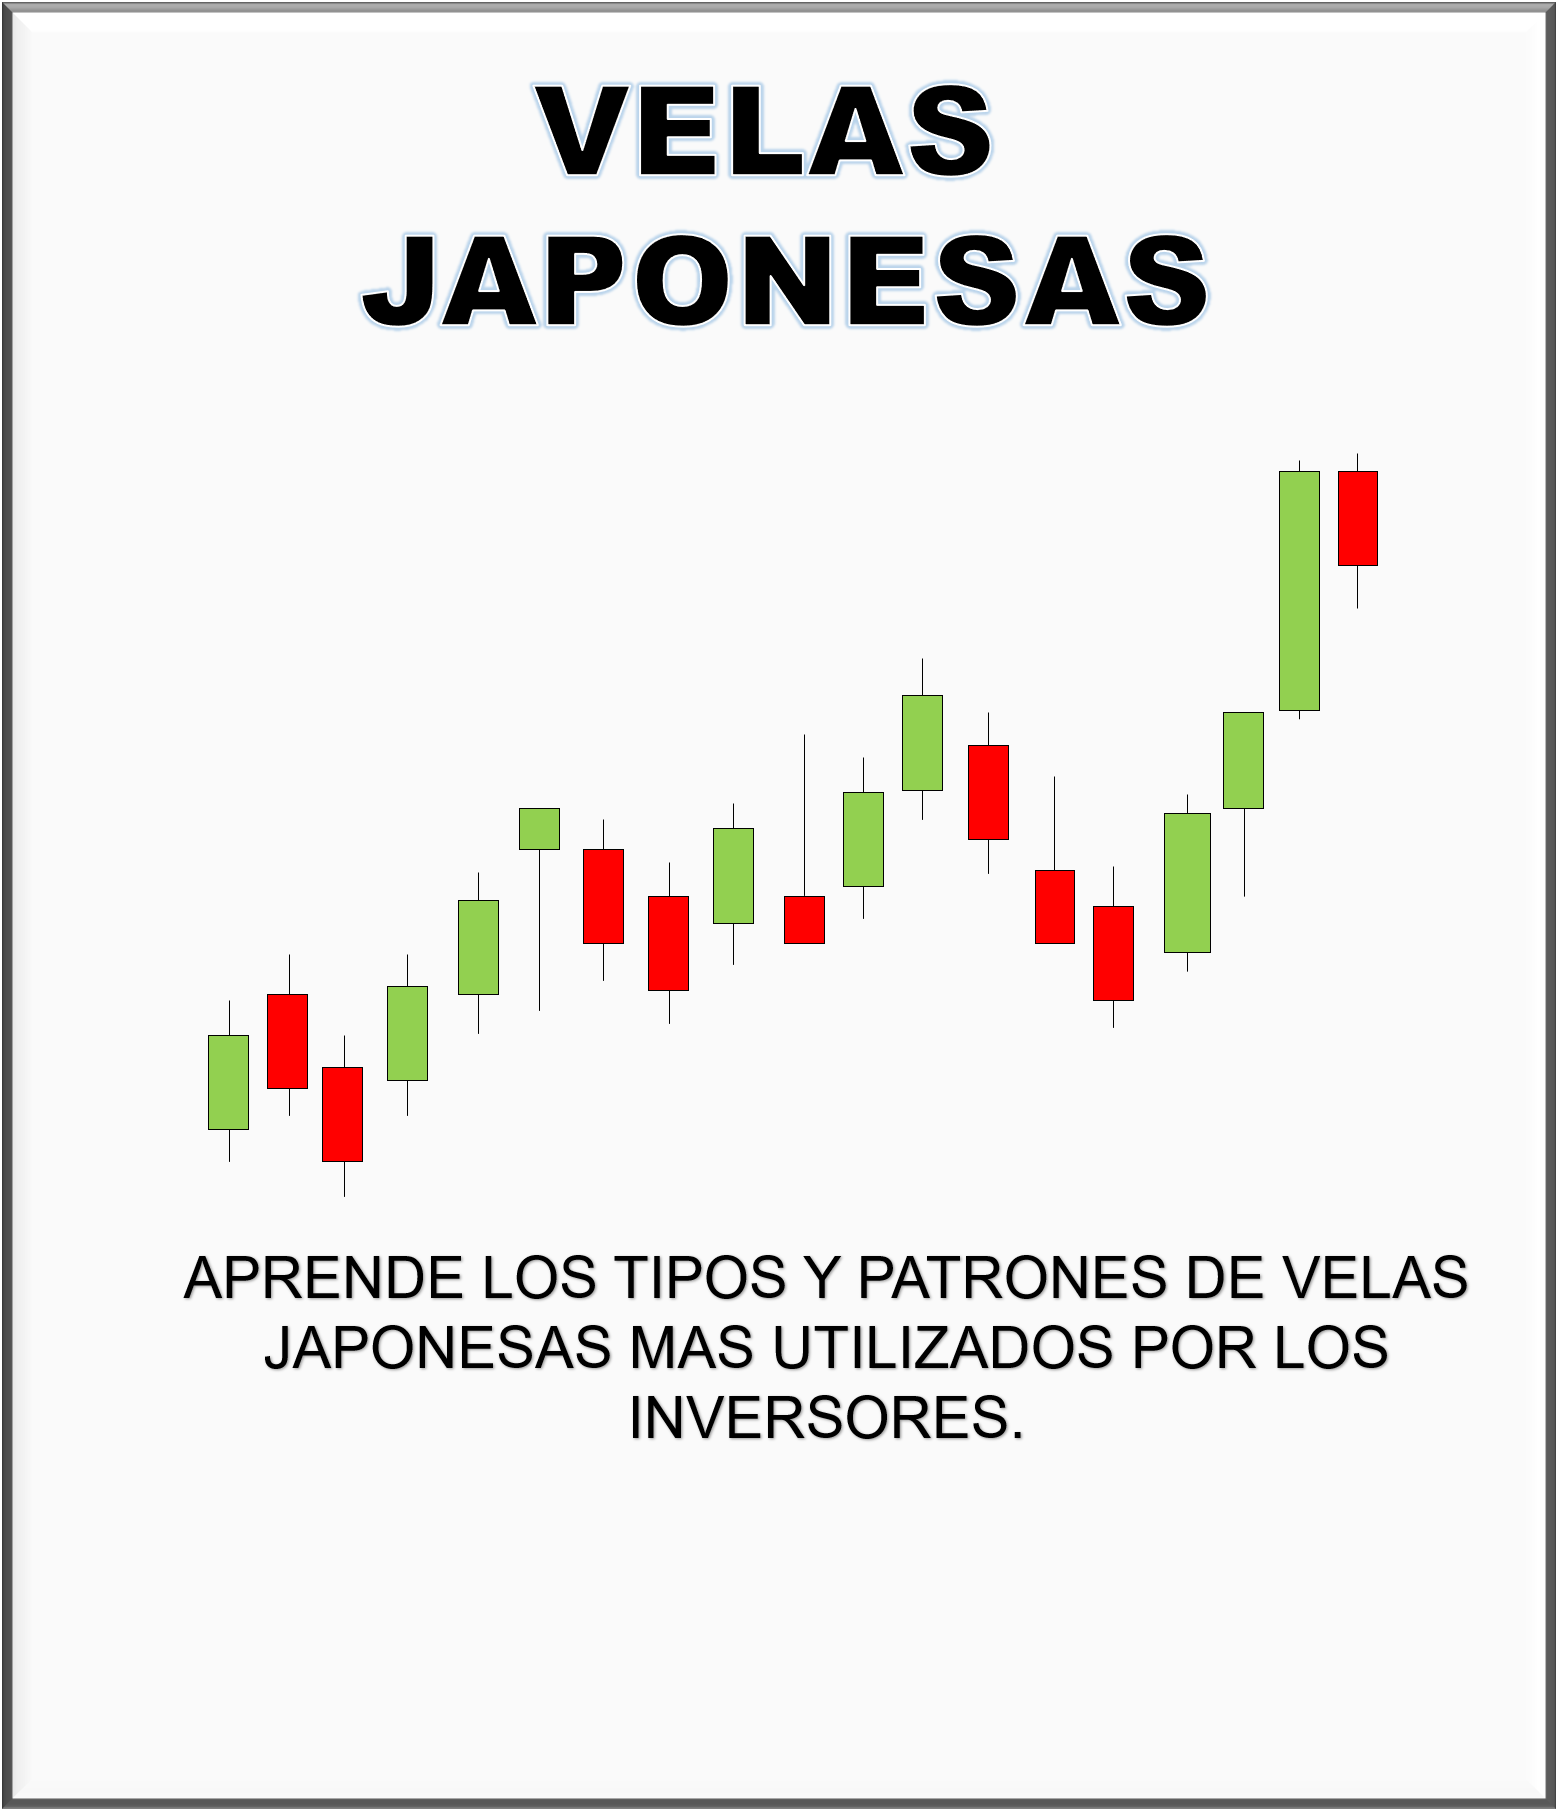 VELAS
JAPONESAS
APRENDE LOS TIPOS Y PATRONES DE VELAS
JAPONESAS MAS UTILIZADOS POR LOS
INVERSORES.